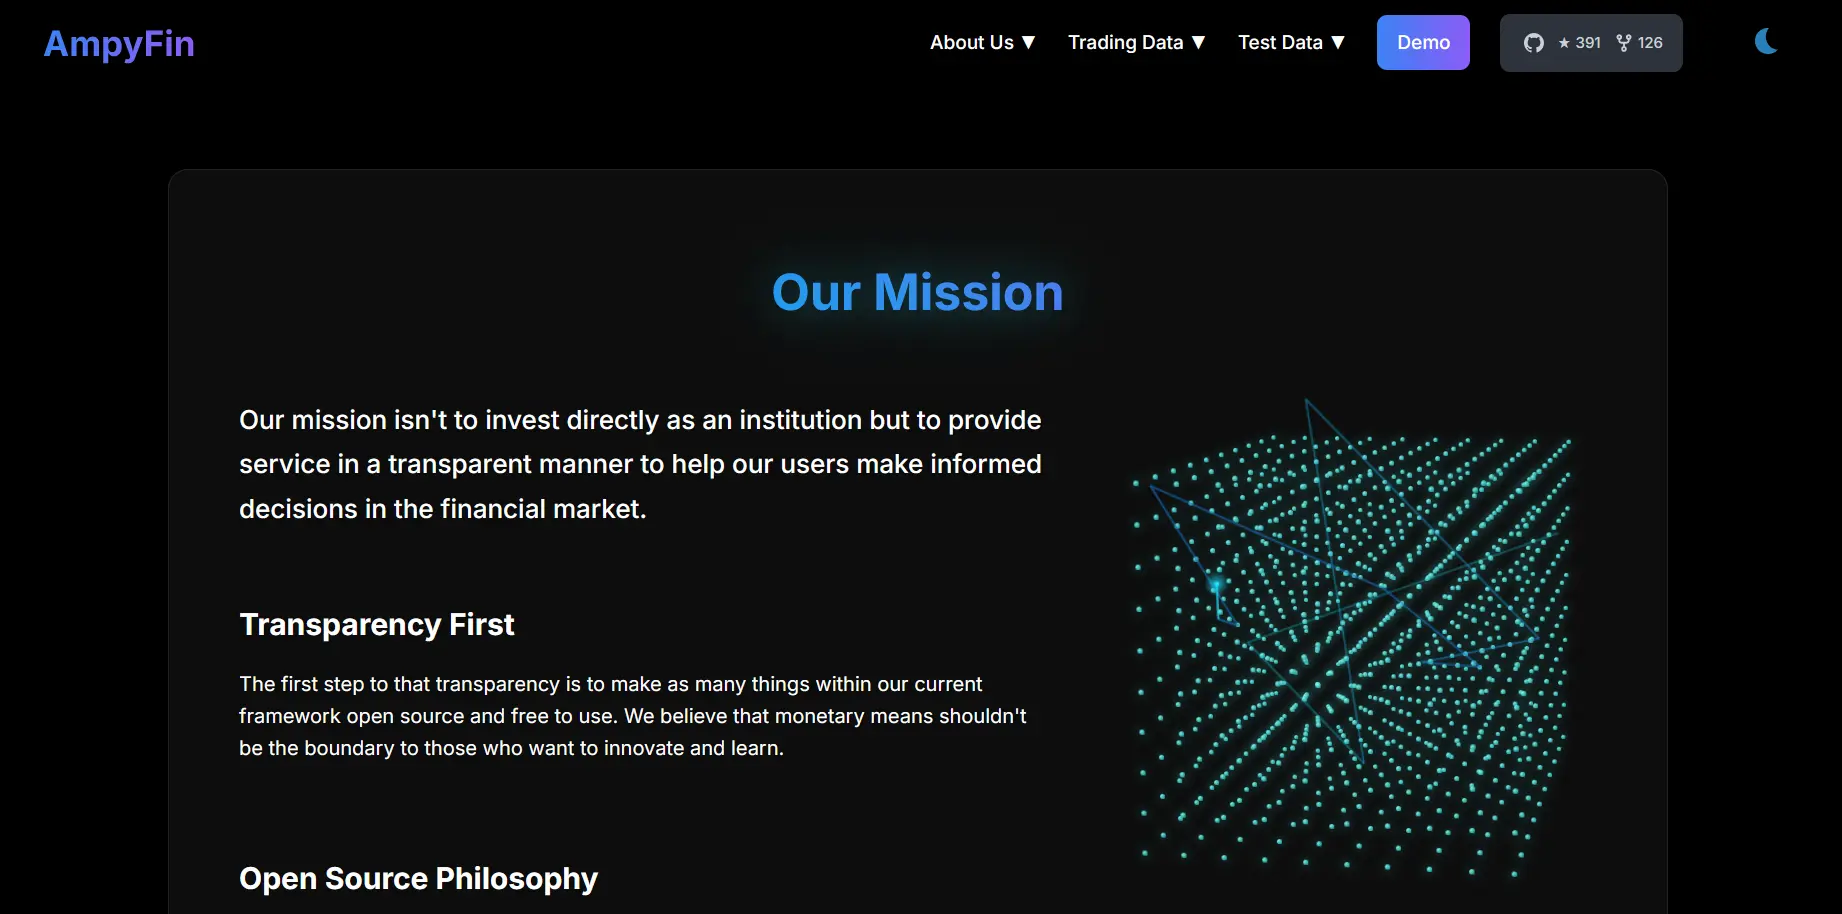 AmpyFin
About Us ▼
Trading Data ▼
Test Data ▼
Demo
★ 391
126
Our Mission
Our mission isn't to invest directly as an institution but to provide
service in a transparent manner to help our users make informed
decisions in the financial market.
Transparency First
The first step to that transparency is to make as many things within our current
framework open source and free to use. We believe that monetary means shouldn't
be the boundary to those who want to innovate and learn.
Open Source Philosophy